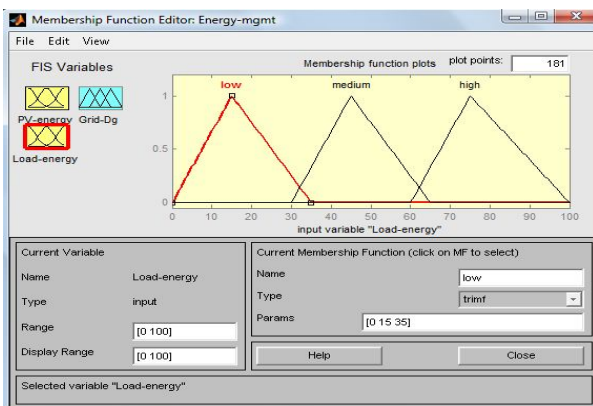 Membership Function Editor: Energy-mgmt
File Edit View
FIS Variables
PV-energy Grid-Dg
Load-energy
Membership function plots plot points: 181
low medium high
1
0.5
0
0 10 20 30 40 50 60 70 80 90 100
input variable "Load-energy"
Current Variable
Name Load-energy
Type input
Range [0 100]
Display Range [0 100]
Current Membership Function (click on MF to select)
Name low
Type trimf
Params [0 15 35]
Help Close
Selected variable "Load-energy"